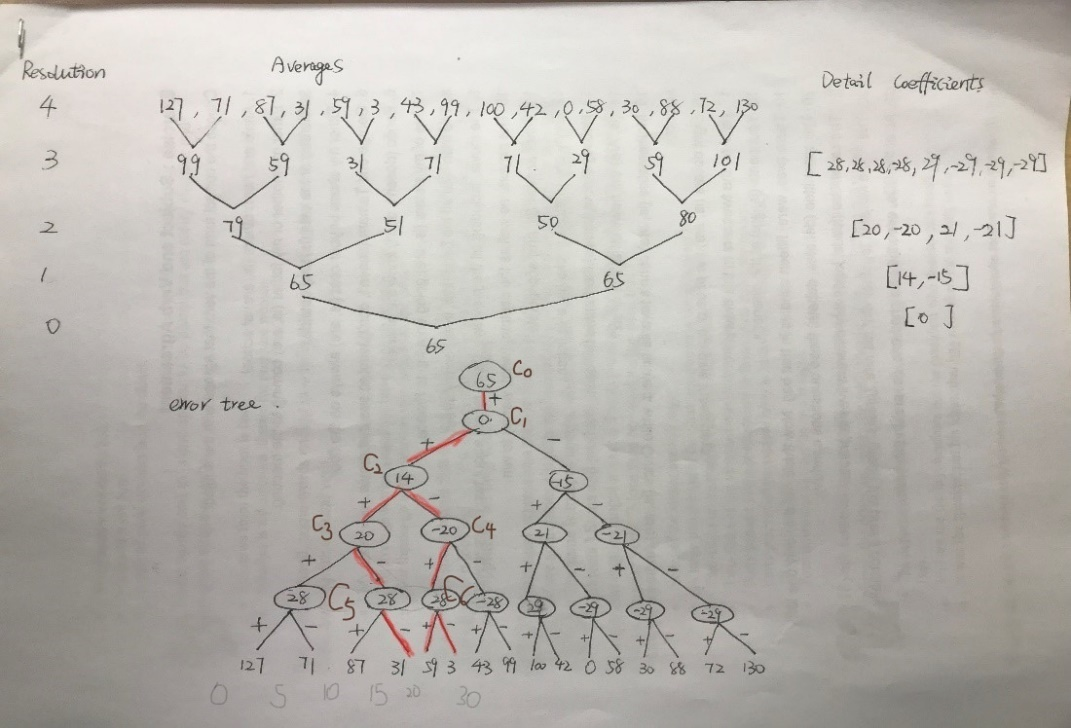 Resolution Averages Detail Coefficients
4 127, 71, 87, 31, 59, 3, 43, 99, 100, 42, 0, 58, 30, 88, 72, 130
3 99 59 31 71 71 29 59 101 [28, 28, 28, -28, 29, -29, -29, -29]
2 79 51 50 80 [20, -20, 21, -21]
1 65 65 [14, -15]
0 [0]
65
65 C0
error tree.
+
0 C1
+ -
C2 14 -15
+ - + -
C3 20 -20 C4 21 -21
+ - + - + - + -
28 C5 28 28 -28 29 -29 -29 -29
+ - + - + - + - + - + - + - + -
127 71 87 31 59 3 43 99 100 42 0 58 30 88 72 130
0 5 10 15 20 30